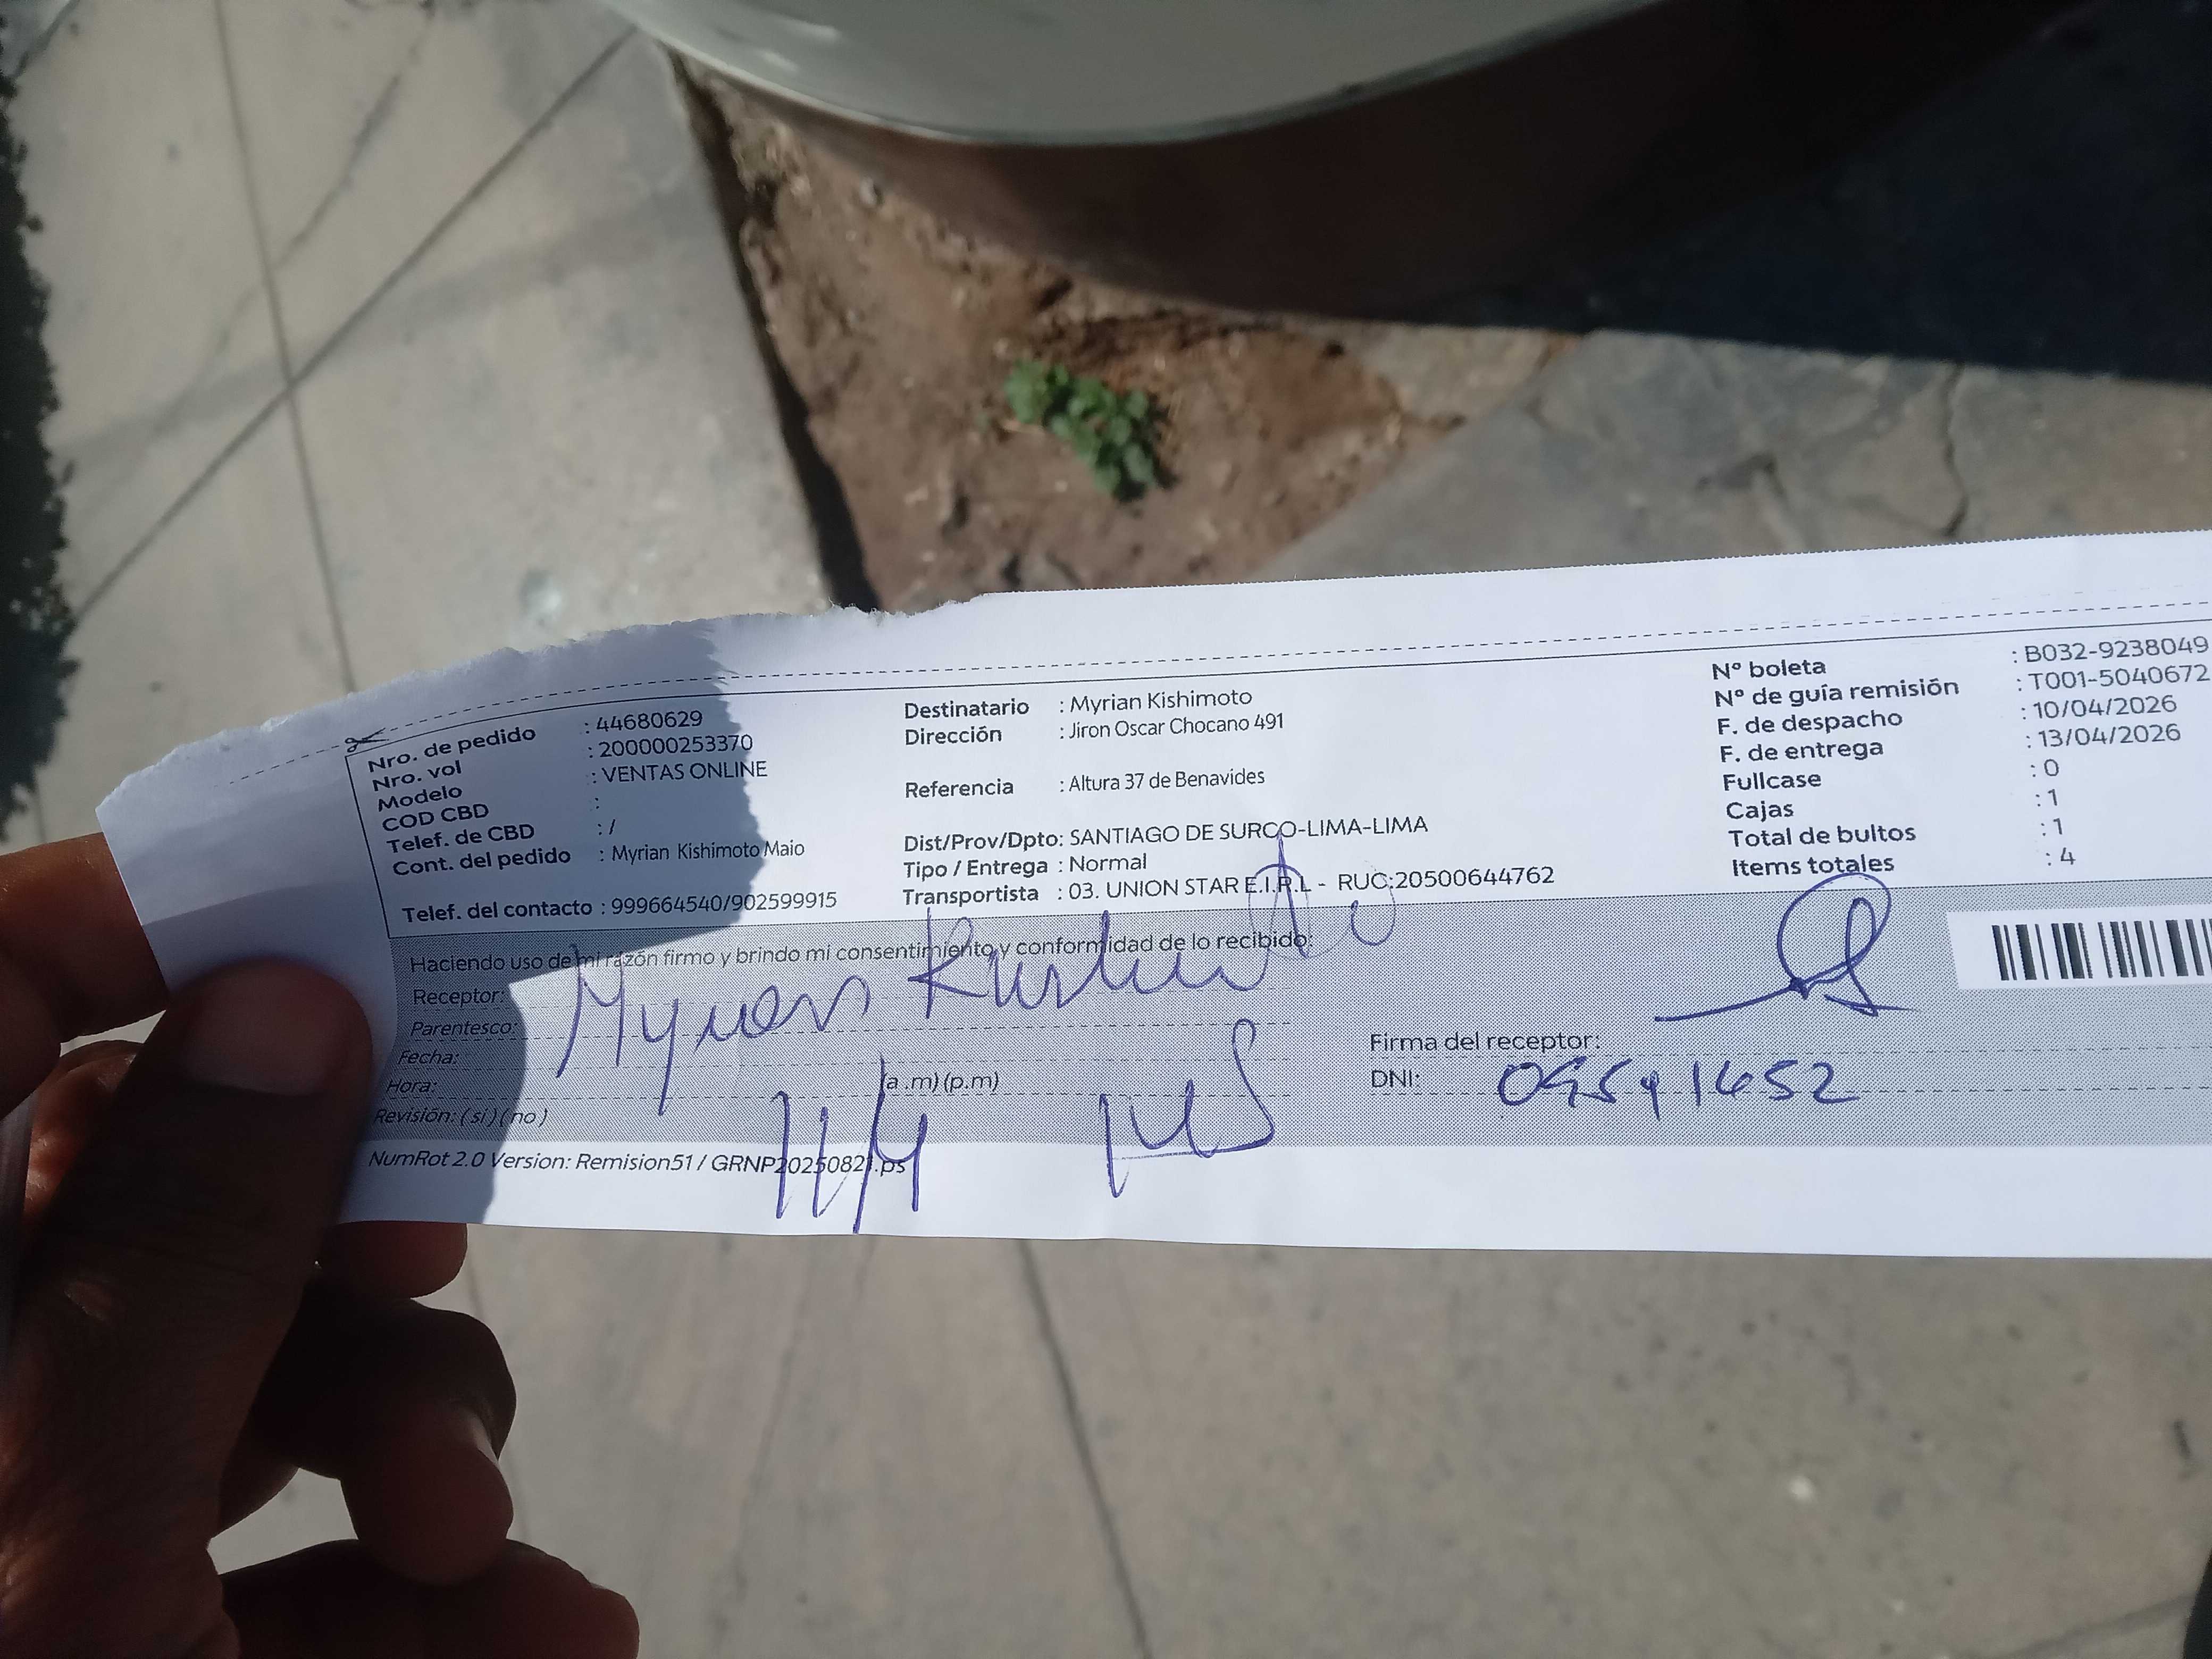 Nro. de pedido : 44680629
Nro. vol : 200000253370
Modelo : VENTAS ONLINE
COD CBD :
Telef. de CBD : /
Cont. del pedido : Myrian Kishimoto Maio
Telef. del contacto : 999664540/902599915
Destinatario : Myrian Kishimoto
Dirección : Jiron Oscar Chocano 491
Referencia : Altura 37 de Benavides
Dist/Prov/Dpto: SANTIAGO DE SURCO-LIMA-LIMA
Tipo / Entrega : Normal
Transportista : 03. UNION STAR E.I.R.L - RUC:20500644762
Nº boleta : B032-9238049
Nº de guía remisión : T001-5040672
F. de despacho : 10/04/2026
F. de entrega : 13/04/2026
Fullcase : 0
Cajas : 1
Total de bultos : 1
Items totales : 4
Haciendo uso de mi razón firmo y brindo mi consentimiento y conformidad de lo recibido:
Receptor:
Parentesco:
Fecha:
Hora: (a .m) (p.m)
Revisión: (si) (no)
11/4
Firma del receptor:
DNI:
NumRot 2.0 Version: Remision51 / GRNP20250821.ps